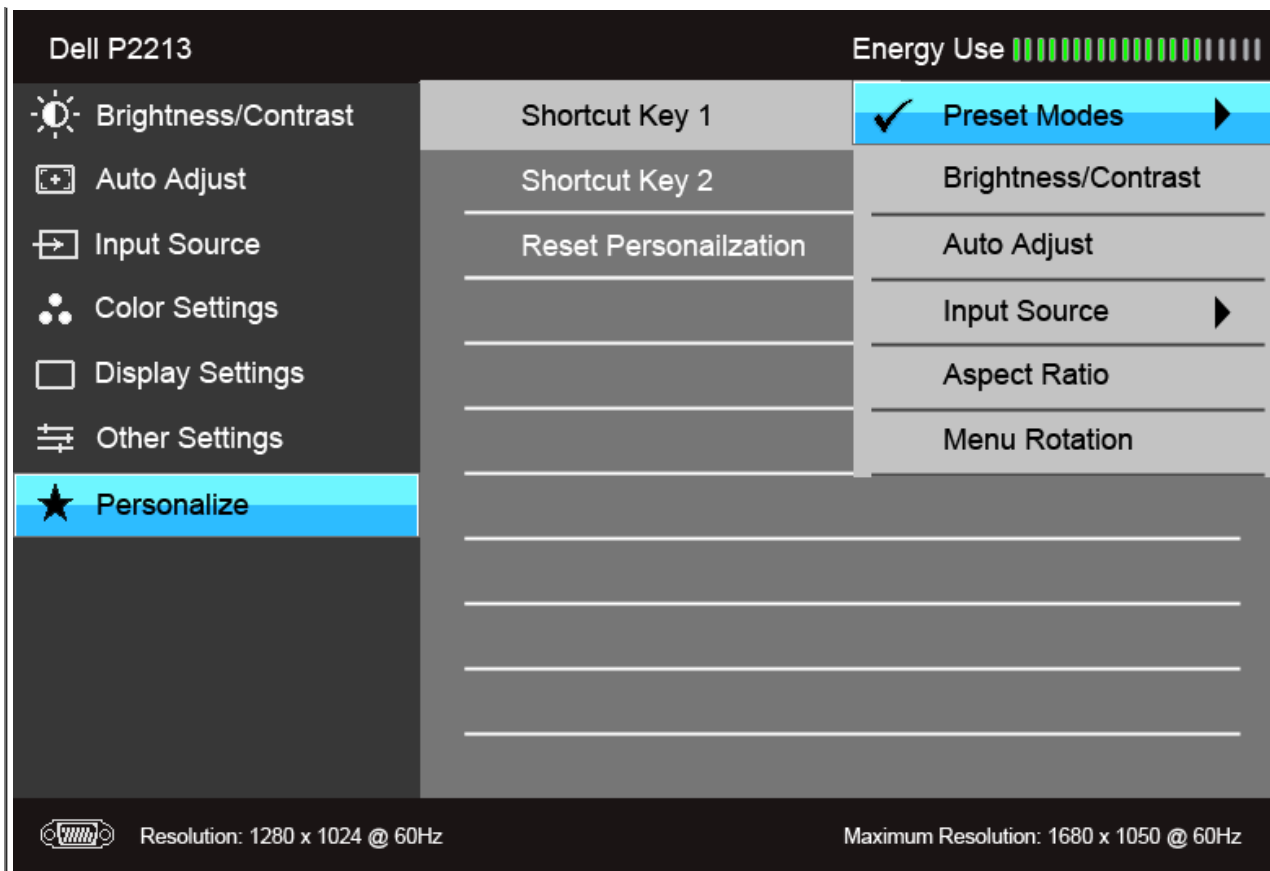 Dell P2213
Energy Use
Brightness/Contrast
Auto Adjust
Input Source
Color Settings
Display Settings
Other Settings
Personalize
Shortcut Key 1
Shortcut Key 2
Reset Personailzation
Preset Modes
Brightness/Contrast
Auto Adjust
Input Source
Aspect Ratio
Menu Rotation
Resolution: 1280 x 1024 @ 60Hz
Maximum Resolution: 1680 x 1050 @ 60Hz